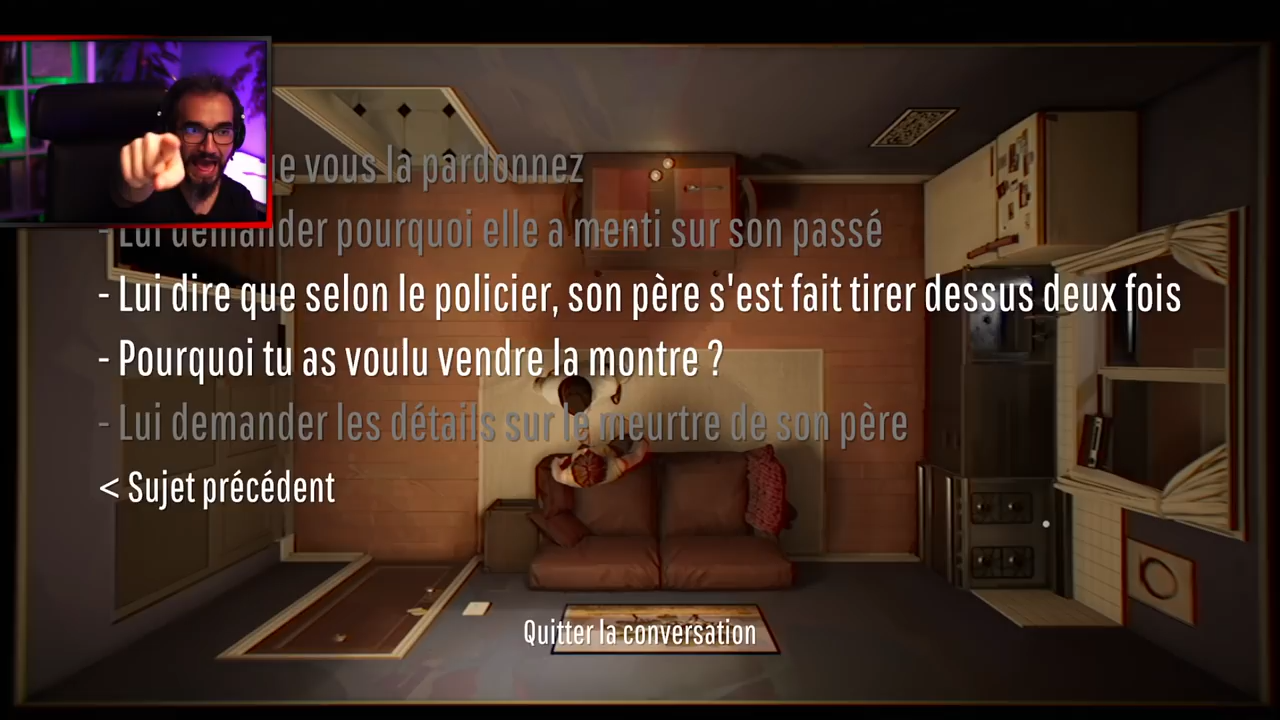 e vous la pardonnez
- Lui demander pourquoi elle a menti sur son passé
- Lui dire que selon le policier, son père s'est fait tirer dessus deux fois
- Pourquoi tu as voulu vendre la montre ?
- Lui demander les détails sur le meurtre de son père
< Sujet précédent
Quitter la conversation